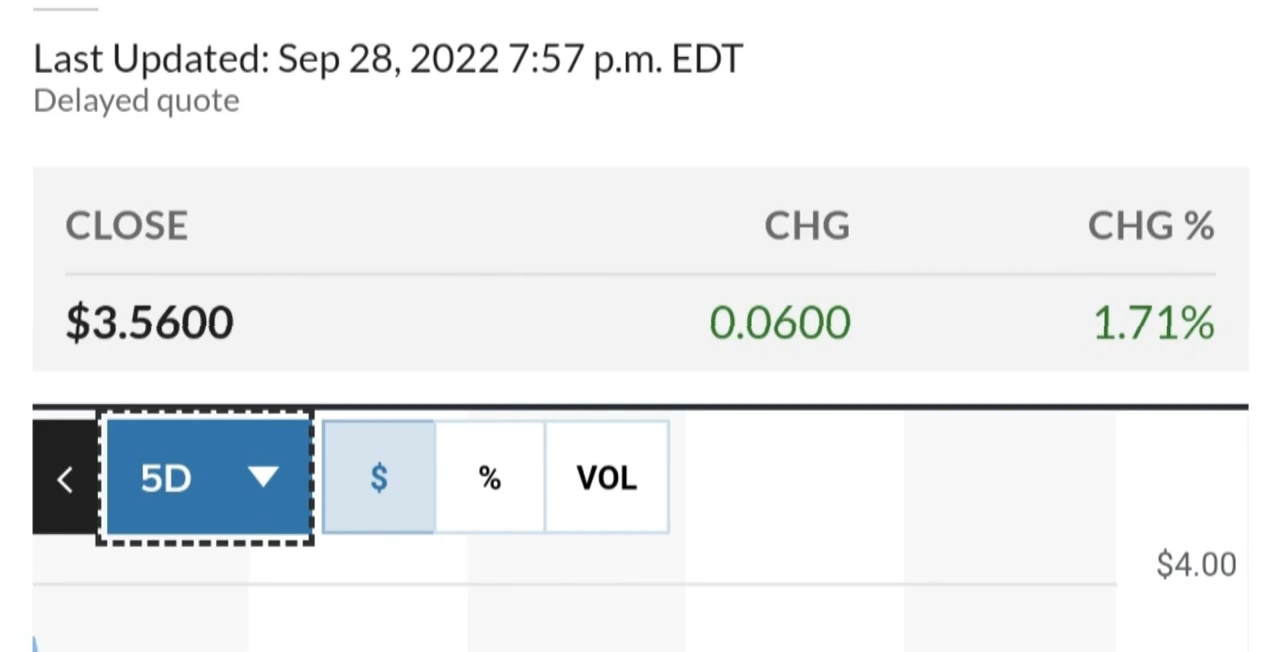 Last Updated: Sep 28, 2022 7:57 p.m. EDT
Delayed quote
CLOSE CHG CHG %
$3.5600 0.0600 1.71%
5D $ % VOL
$4.00